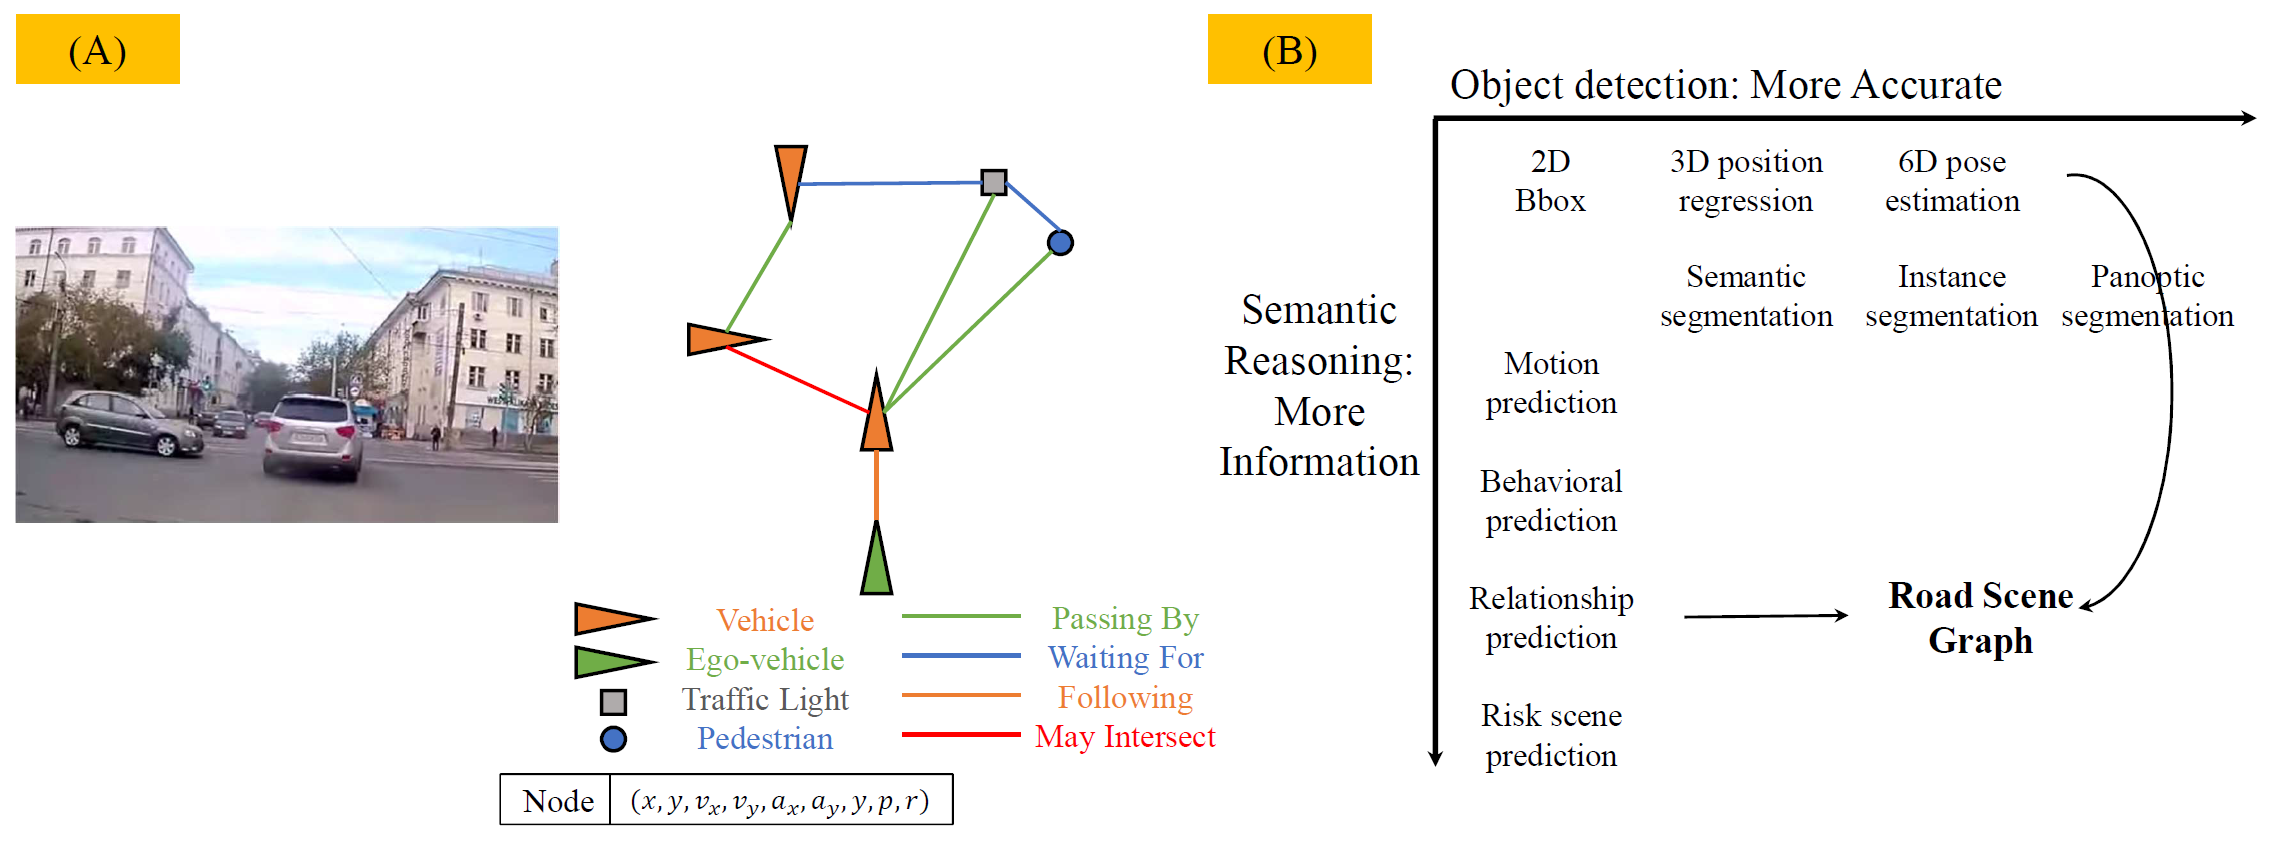 (A)
Vehicle
Ego-vehicle
Traffic Light
Pedestrian
Passing By
Waiting For
Following
May Intersect
Node
(x, y, vₓ, v_y, aₓ, a_y, y, p, r)
(B)
Object detection: More Accurate
Semantic
Reasoning:
More
Information
2D
Bbox
3D position
regression
6D pose
estimation
Semantic
segmentation
Instance
segmentation
Panoptic
segmentation
Motion
prediction
Behavioral
prediction
Relationship
prediction
Risk scene
prediction
Road Scene
Graph